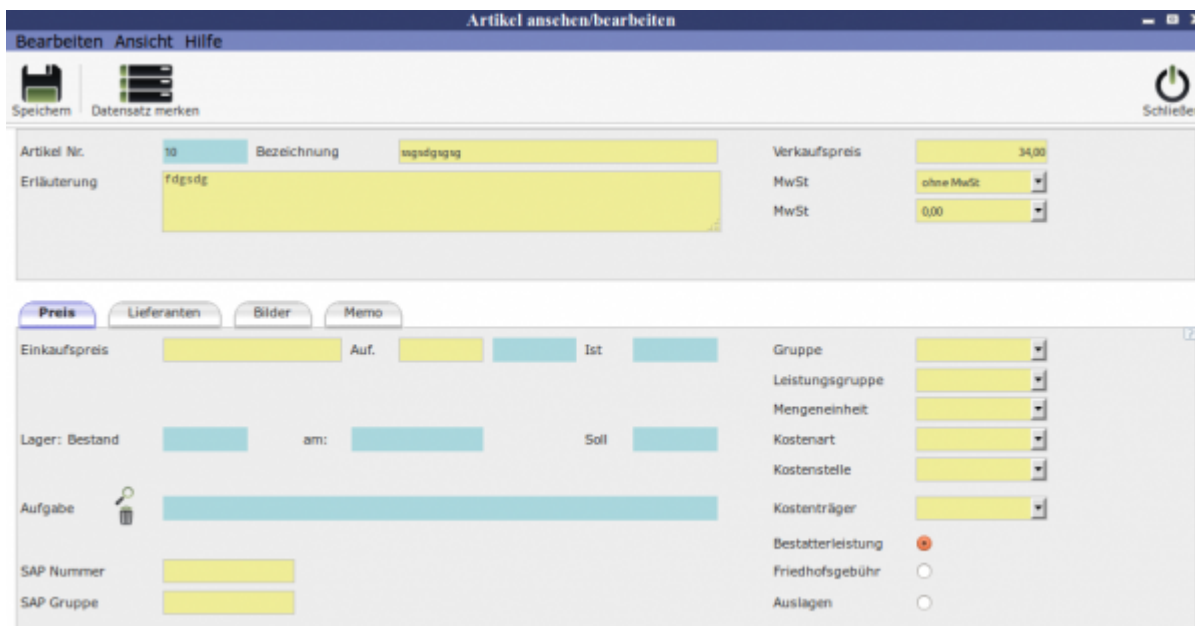 Artikel ansehen/bearbeiten
Bearbeiten Ansicht Hilfe
Speichern Datensatz merken
Schließe
Artikel Nr. 10 Bezeichnung ssgsdgsgsg Verkaufspreis 34,00
Erläuterung fdgsdg MwSt ohne MwSt
MwSt 0,00
Preis Lieferanten Bilder Memo
Einkaufspreis Auf. Ist Gruppe
Leistungsgruppe
Mengeneinheit
Lager: Bestand am: Soll Kostenart
Kostenstelle
Aufgabe Kostenträger
Bestatterleistung
SAP Nummer Friedhofsgebühr
SAP Gruppe Auslagen